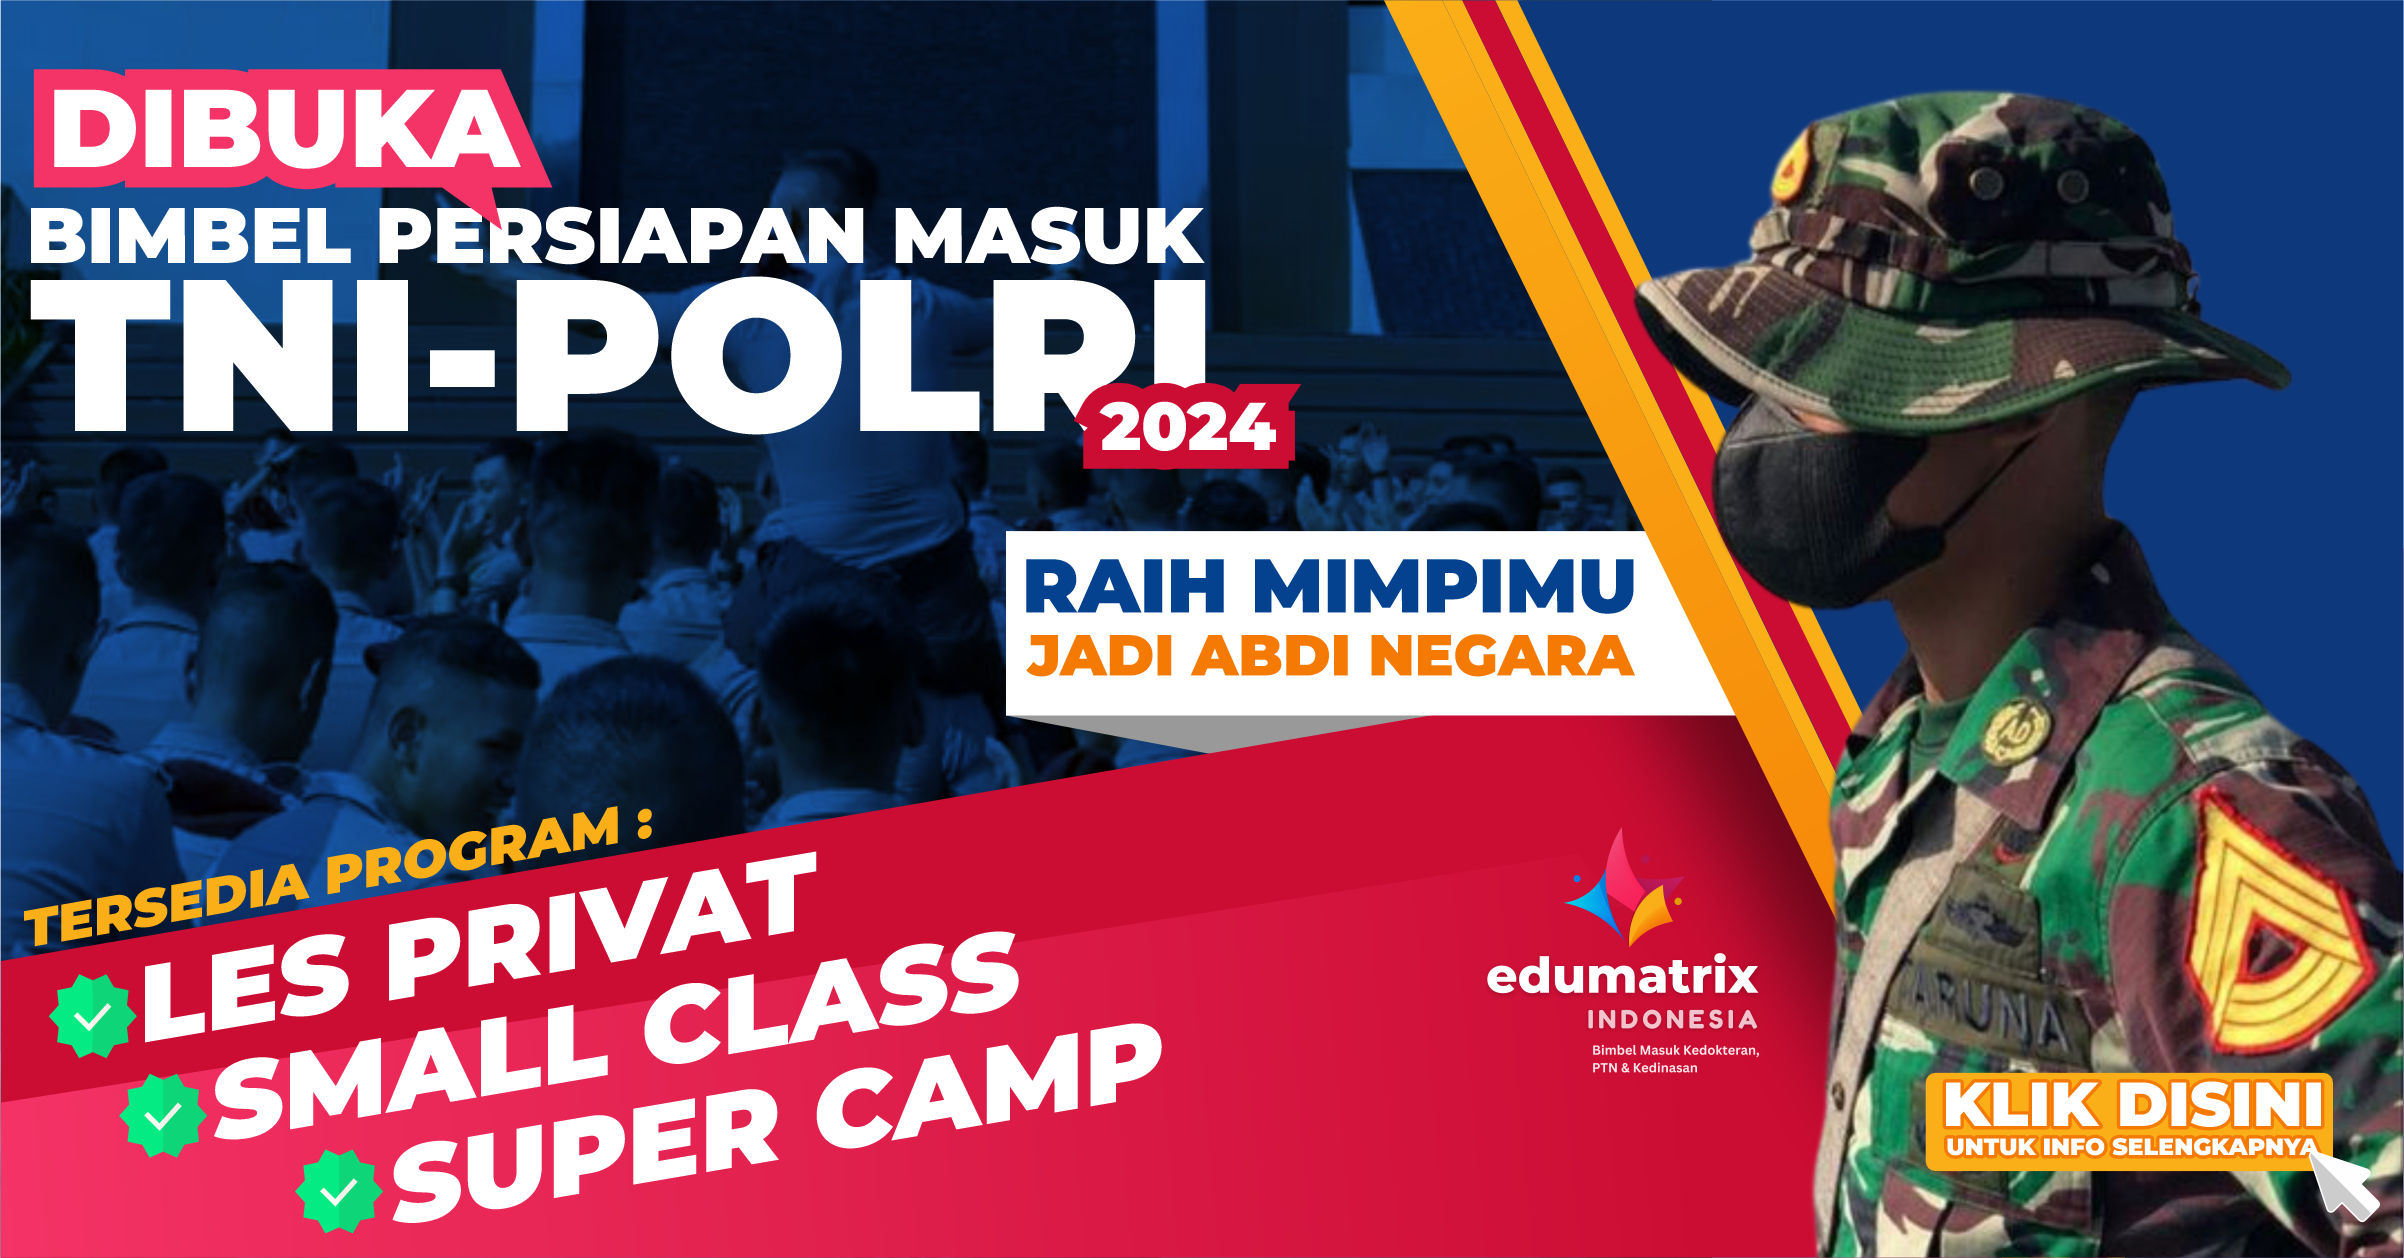 DIBUKA
BIMBEL PERSIAPAN MASUK
TNI-POLRI
2024
RAIH MIMPIMU
JADI ABDI NEGARA
TERSEDIA PROGRAM :
LES PRIVAT
SMALL CLASS
SUPER CAMP
edumatrix
INDONESIA
Bimbel Masuk Kedokteran,
PTN & Kedinasan
AD
TARUNA
KLIK DISINI
UNTUK INFO SELENGKAPNYA